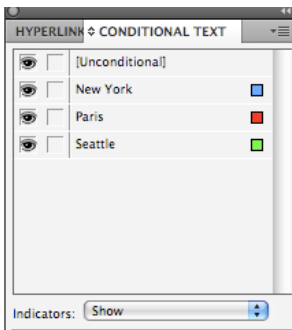 HYPERLINK CONDITIONAL TEXT
[Unconditional]
New York
Paris
Seattle
Indicators: Show